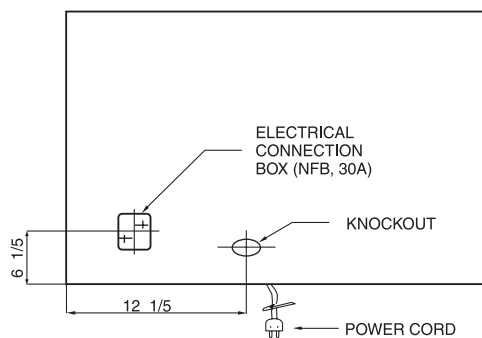 ELECTRICAL
CONNECTION
BOX (NFB, 30A)
KNOCKOUT
6 1/5
12 1/5
POWER CORD